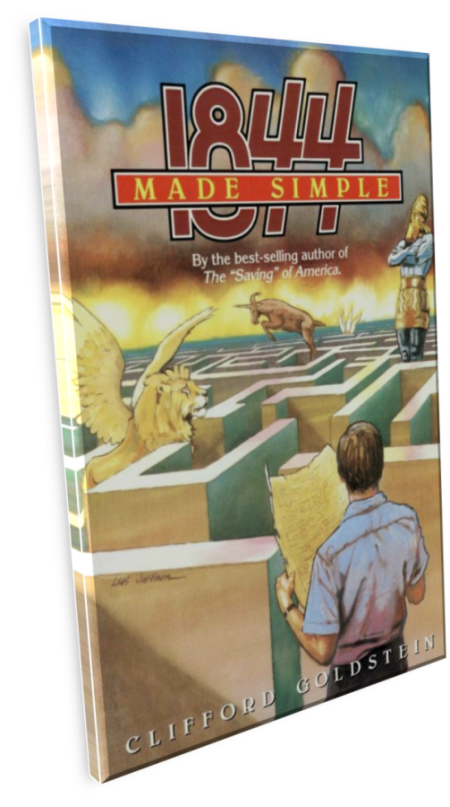 1844
MADE SIMPLE
By the best-selling author of
The "Saving" of America.
CLIFFORD GOLDSTEIN